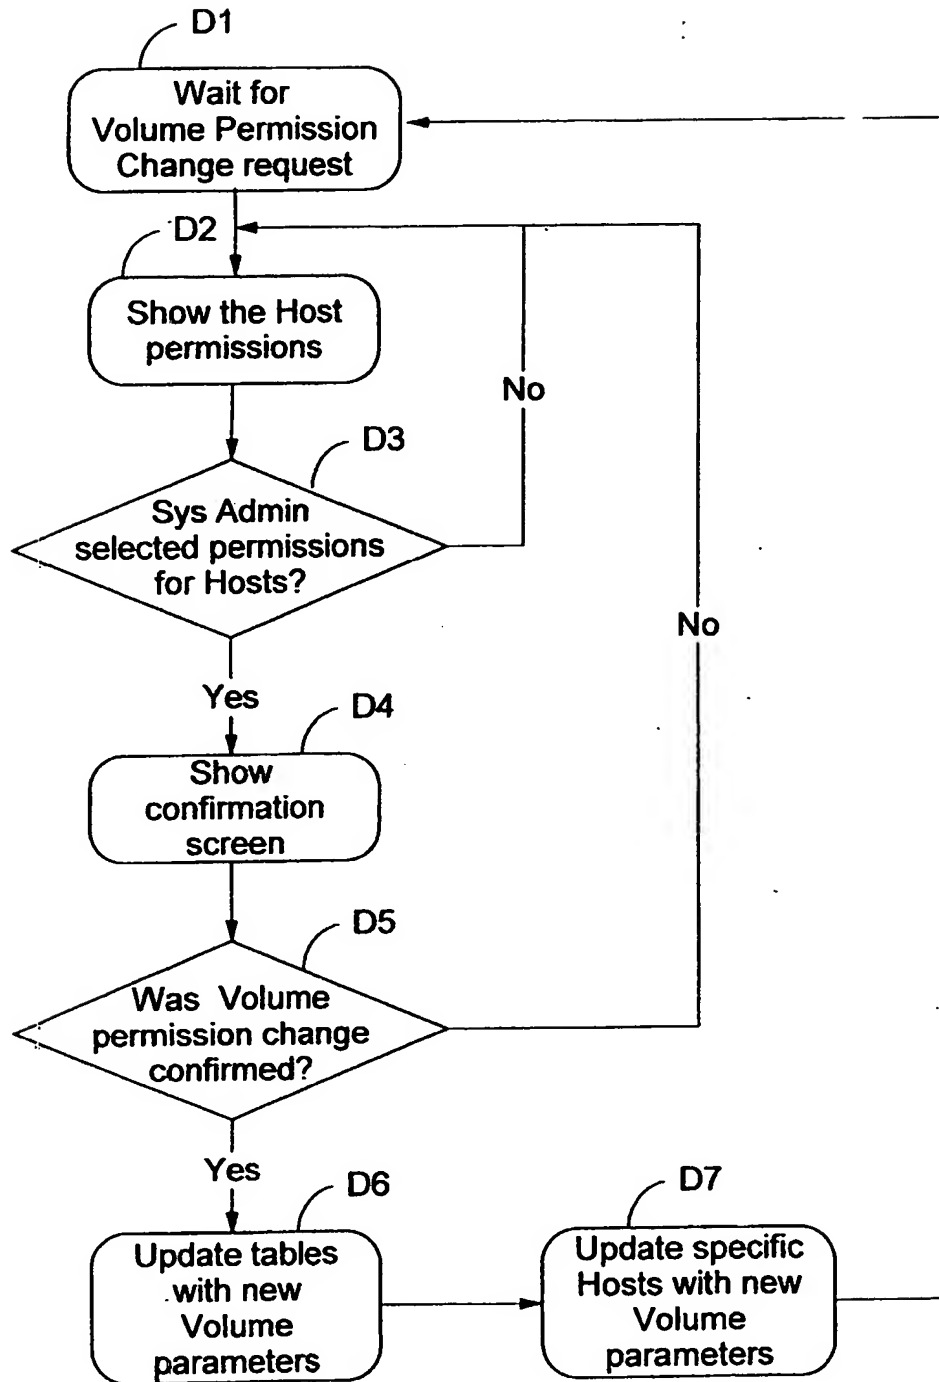 D1
Wait for
Volume Permission
Change request
D2
Show the Host
permissions
No
D3
Sys Admin
selected permissions
for Hosts?
No
Yes
D4
Show
confirmation
screen
D5
Was Volume
permission change
confirmed?
Yes
D6
Update tables
with new
Volume
parameters
D7
Update specific
Hosts with new
Volume
parameters